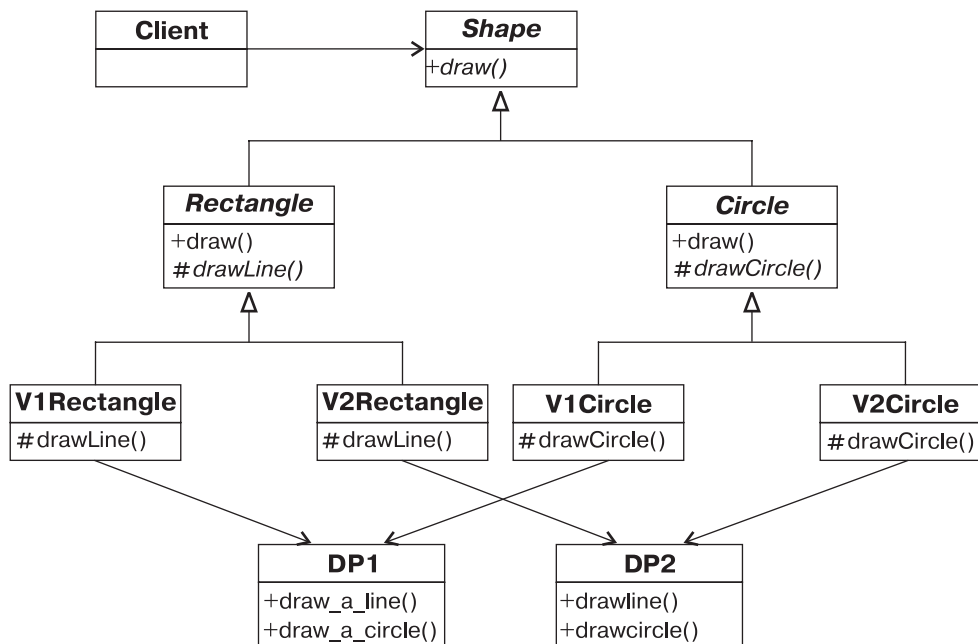 Client
Shape
+draw()
Rectangle
+draw()
#drawLine()
Circle
+draw()
#drawCircle()
V1Rectangle
#drawLine()
V2Rectangle
#drawLine()
V1Circle
#drawCircle()
V2Circle
#drawCircle()
DP1
+draw_a_line()
+draw_a_circle()
DP2
+drawline()
+drawcircle()